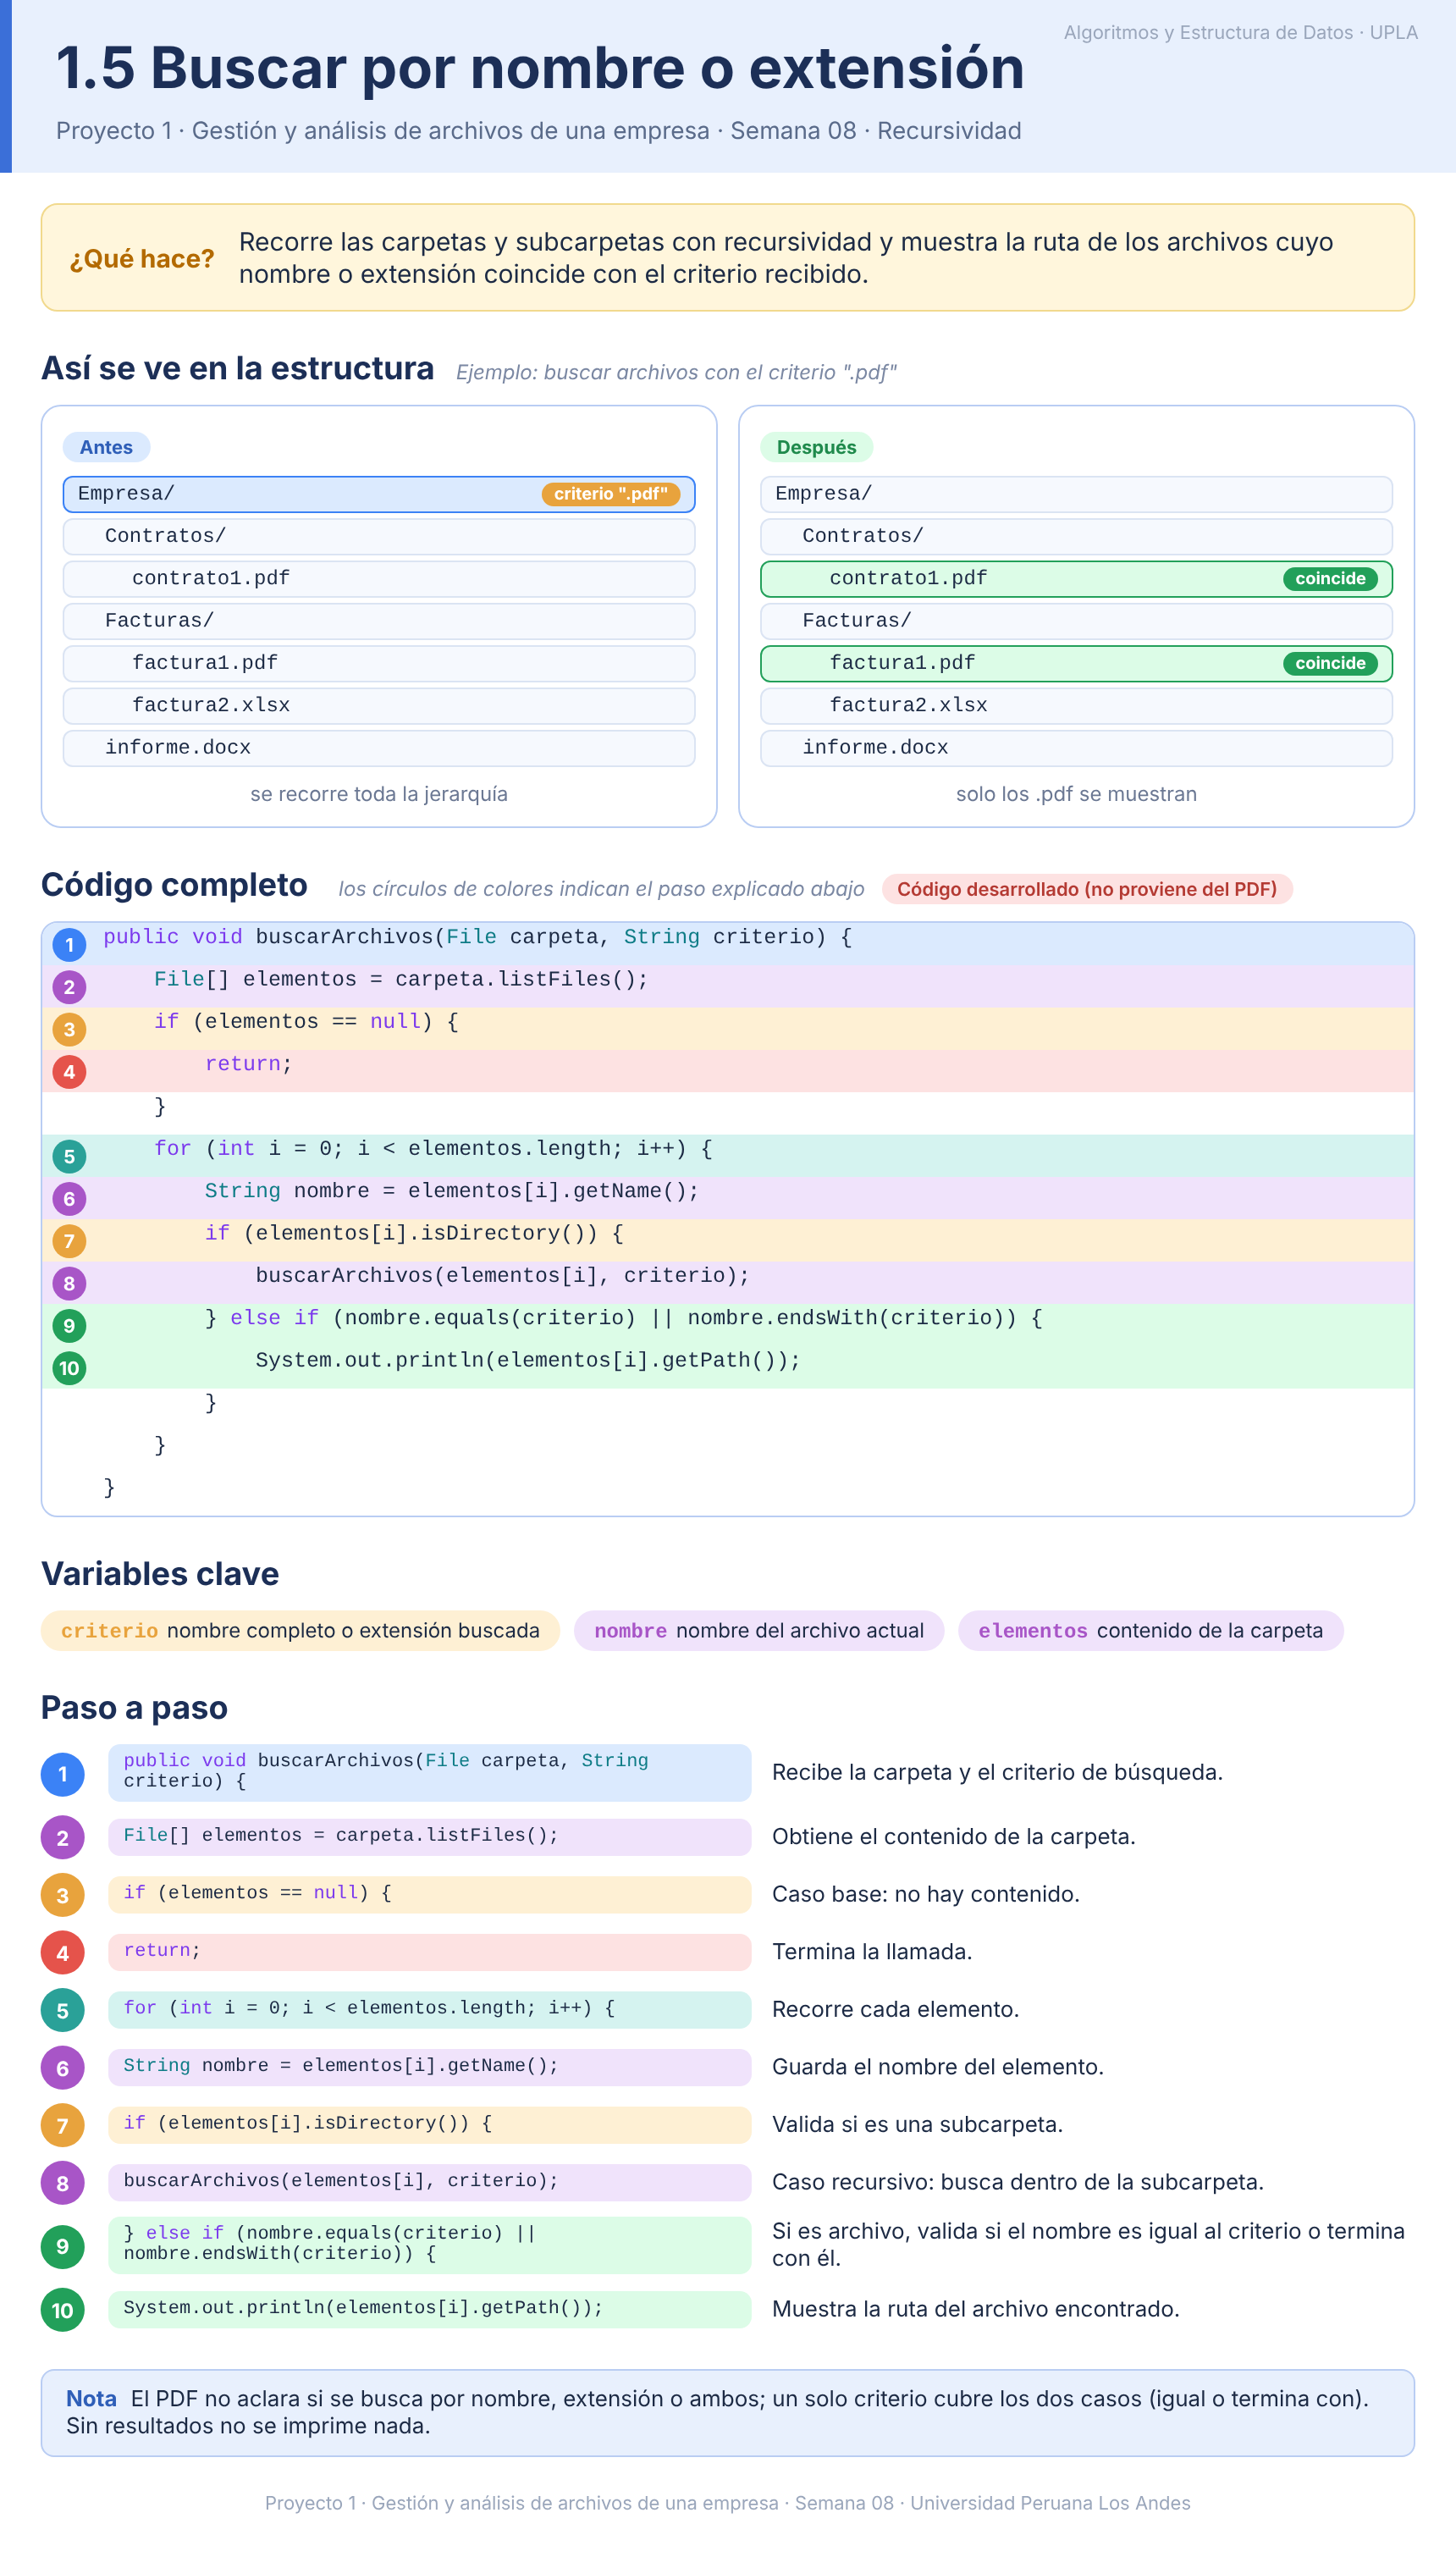 Algoritmos y Estructura de Datos · UPLA
1.5 Buscar por nombre o extensión
Proyecto 1 · Gestión y análisis de archivos de una empresa · Semana 08 · Recursividad
¿Qué hace?
Recorre las carpetas y subcarpetas con recursividad y muestra la ruta de los archivos cuyo
nombre o extensión coincide con el criterio recibido.
Así se ve en la estructura Ejemplo: buscar archivos con el criterio ".pdf"
Antes
Empresa/ criterio ".pdf"
Contratos/
contrato1.pdf
Facturas/
factura1.pdf
factura2.xlsx
informe.docx
se recorre toda la jerarquía
Después
Empresa/
Contratos/
contrato1.pdf coincide
Facturas/
factura1.pdf coincide
factura2.xlsx
informe.docx
solo los .pdf se muestran
Código completo los círculos de colores indican el paso explicado abajo Código desarrollado (no proviene del PDF)
1 public void buscarArchivos(File carpeta, String criterio) {
2 File[] elementos = carpeta.listFiles();
3 if (elementos == null) {
4 return;
}
5 for (int i = 0; i < elementos.length; i++) {
6 String nombre = elementos[i].getName();
7 if (elementos[i].isDirectory()) {
8 buscarArchivos(elementos[i], criterio);
9 } else if (nombre.equals(criterio) || nombre.endsWith(criterio)) {
10 System.out.println(elementos[i].getPath());
}
}
}
Variables clave
criterio nombre completo o extensión buscada nombre nombre del archivo actual elementos contenido de la carpeta
Paso a paso
1 public void buscarArchivos(File carpeta, String
criterio) {
Recibe la carpeta y el criterio de búsqueda.
2 File[] elementos = carpeta.listFiles(); Obtiene el contenido de la carpeta.
3 if (elementos == null) { Caso base: no hay contenido.
4 return; Termina la llamada.
5 for (int i = 0; i < elementos.length; i++) { Recorre cada elemento.
6 String nombre = elementos[i].getName(); Guarda el nombre del elemento.
7 if (elementos[i].isDirectory()) { Valida si es una subcarpeta.
8 buscarArchivos(elementos[i], criterio); Caso recursivo: busca dentro de la subcarpeta.
9 } else if (nombre.equals(criterio) ||
nombre.endsWith(criterio)) {
Si es archivo, valida si el nombre es igual al criterio o termina
con él.
10 System.out.println(elementos[i].getPath()); Muestra la ruta del archivo encontrado.
Nota El PDF no aclara si se busca por nombre, extensión o ambos; un solo criterio cubre los dos casos (igual o termina con).
Sin resultados no se imprime nada.
Proyecto 1 · Gestión y análisis de archivos de una empresa · Semana 08 · Universidad Peruana Los Andes